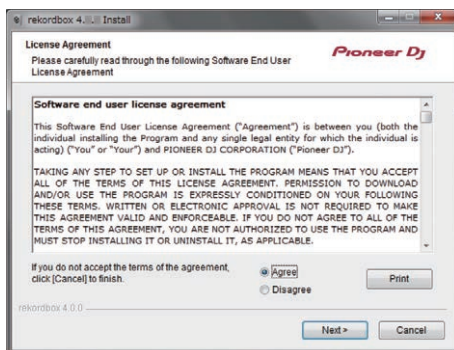 rekordbox 4. Install
License Agreement
Please carefully read through the following Software End User
License Agreement
Pioneer Dj
Software end user license agreement
This Software End User License Agreement ("Agreement") is between you (both the
individual installing the Program and any single legal entity for which the individual is
acting) ("You" or "Your") and PIONEER DJ CORPORATION ("Pioneer DJ").
TAKING ANY STEP TO SET UP OR INSTALL THE PROGRAM MEANS THAT YOU ACCEPT
ALL OF THE TERMS OF THIS LICENSE AGREEMENT. PERMISSION TO DOWNLOAD
AND/OR USE THE PROGRAM IS EXPRESSLY CONDITIONED ON YOUR FOLLOWING
THESE TERMS. WRITTEN OR ELECTRONIC APPROVAL IS NOT REQUIRED TO MAKE
THIS AGREEMENT VALID AND ENFORCEABLE. IF YOU DO NOT AGREE TO ALL OF THE
TERMS OF THIS AGREEMENT, YOU ARE NOT AUTHORIZED TO USE THE PROGRAM AND
MUST STOP INSTALLING IT OR UNINSTALL IT, AS APPLICABLE.
If you do not accept the terms of the agreement,
click [Cancel] to finish.
Agree
Disagree
Print
rekordbox 4.0.0
Next >
Cancel